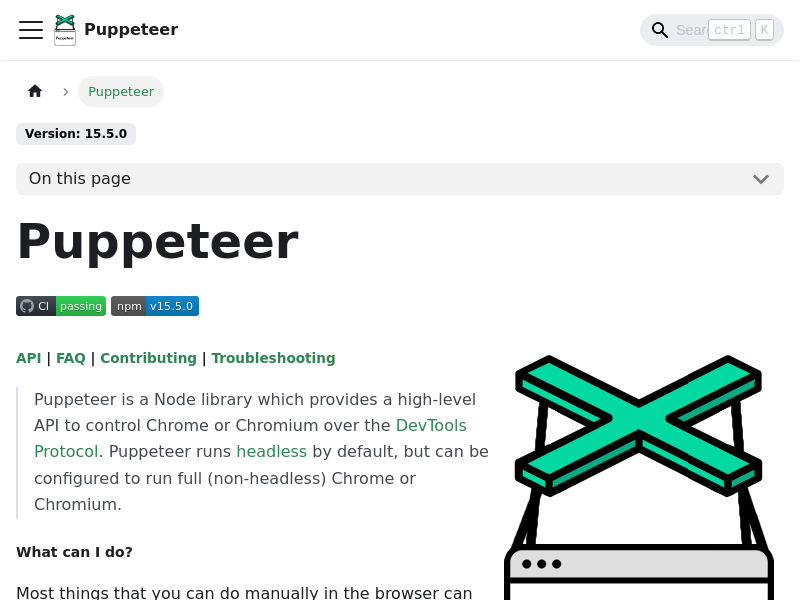 Puppeteer
Puppeteer
Sear ctrl K
Puppeteer
Version: 15.5.0
On this page
Puppeteer
CI passing npm v15.5.0
API | FAQ | Contributing | Troubleshooting
Puppeteer is a Node library which provides a high-level
API to control Chrome or Chromium over the DevTools
Protocol. Puppeteer runs headless by default, but can be
configured to run full (non-headless) Chrome or
Chromium.
What can I do?
Most things that you can do manually in the browser can